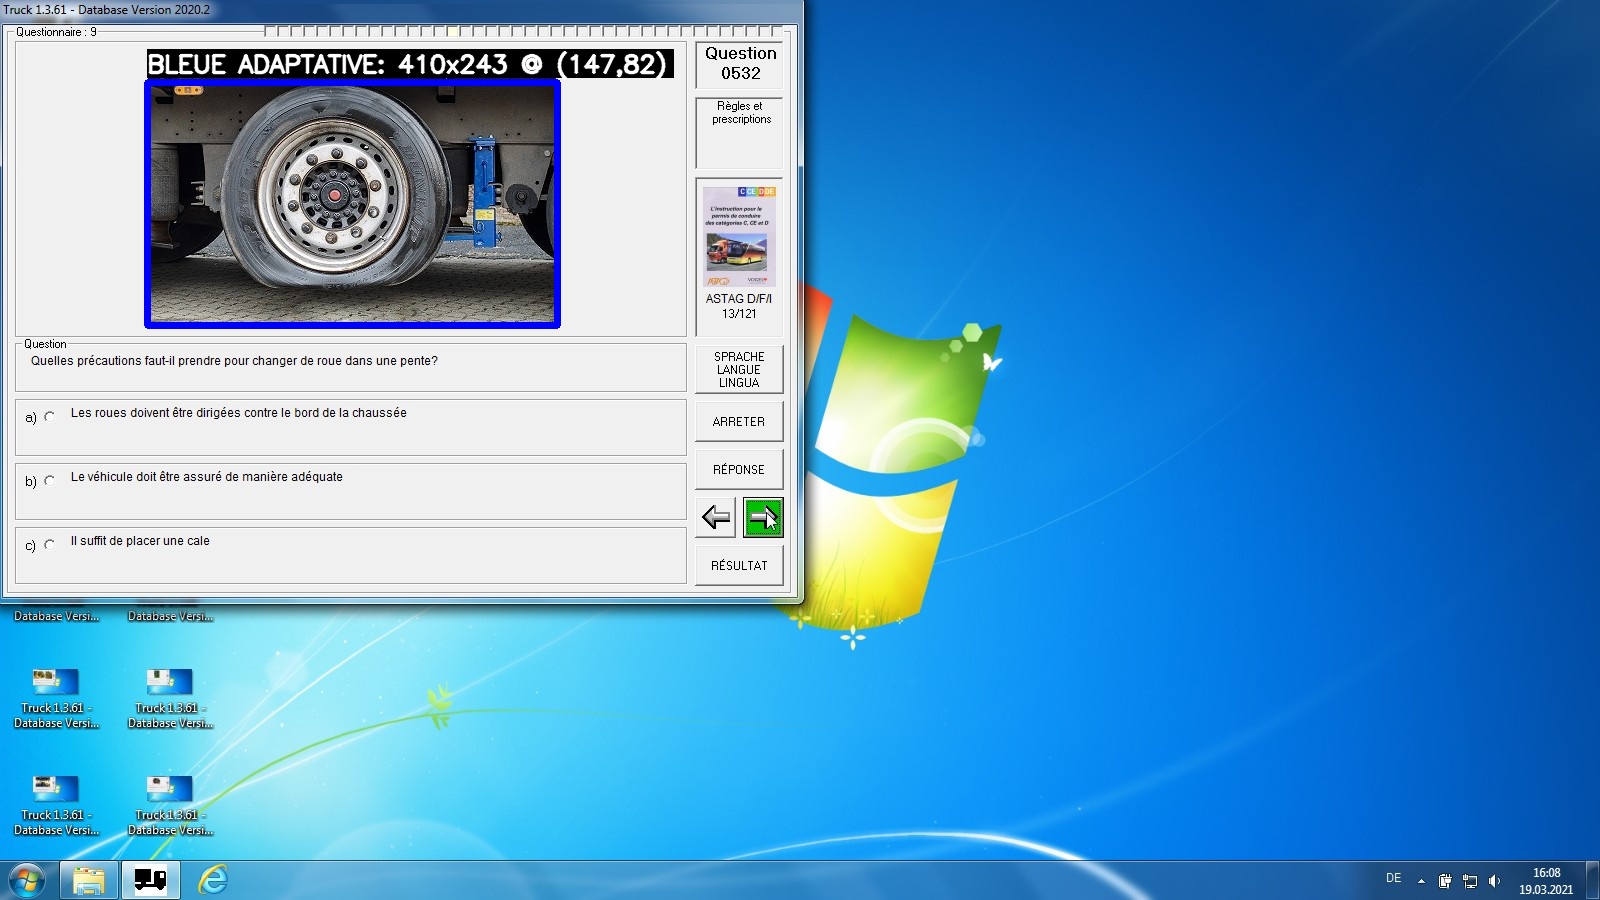 Truck 1.3.61 - Database Version 2020.2
Questionnaire : 9
BLEUE ADAPTATIVE: 410x243 @ (147,82)
Question
0532
Règles et
prescriptions
C CE D DE
L'instruction pour le
permis de conduire
des catégories C, CE et D
ASTAG D/F/I
13/121
Question
Quelles précautions faut-il prendre pour changer de roue dans une pente?
a) Les roues doivent être dirigées contre le bord de la chaussée
b) Le véhicule doit être assuré de manière adéquate
c) Il suffit de placer une cale
SPRACHE
LANGUE
LINGUA
ARRETER
RÉPONSE
RÉSULTAT
Database Versi...
Database Versi...
Truck 1.3.61 -
Database Versi...
Truck 1.3.61 -
Database Versi...
Truck 1.3.61 -
Database Versi...
Truck 1.3.61 -
Database Versi...
DE
16:08
19.03.2021